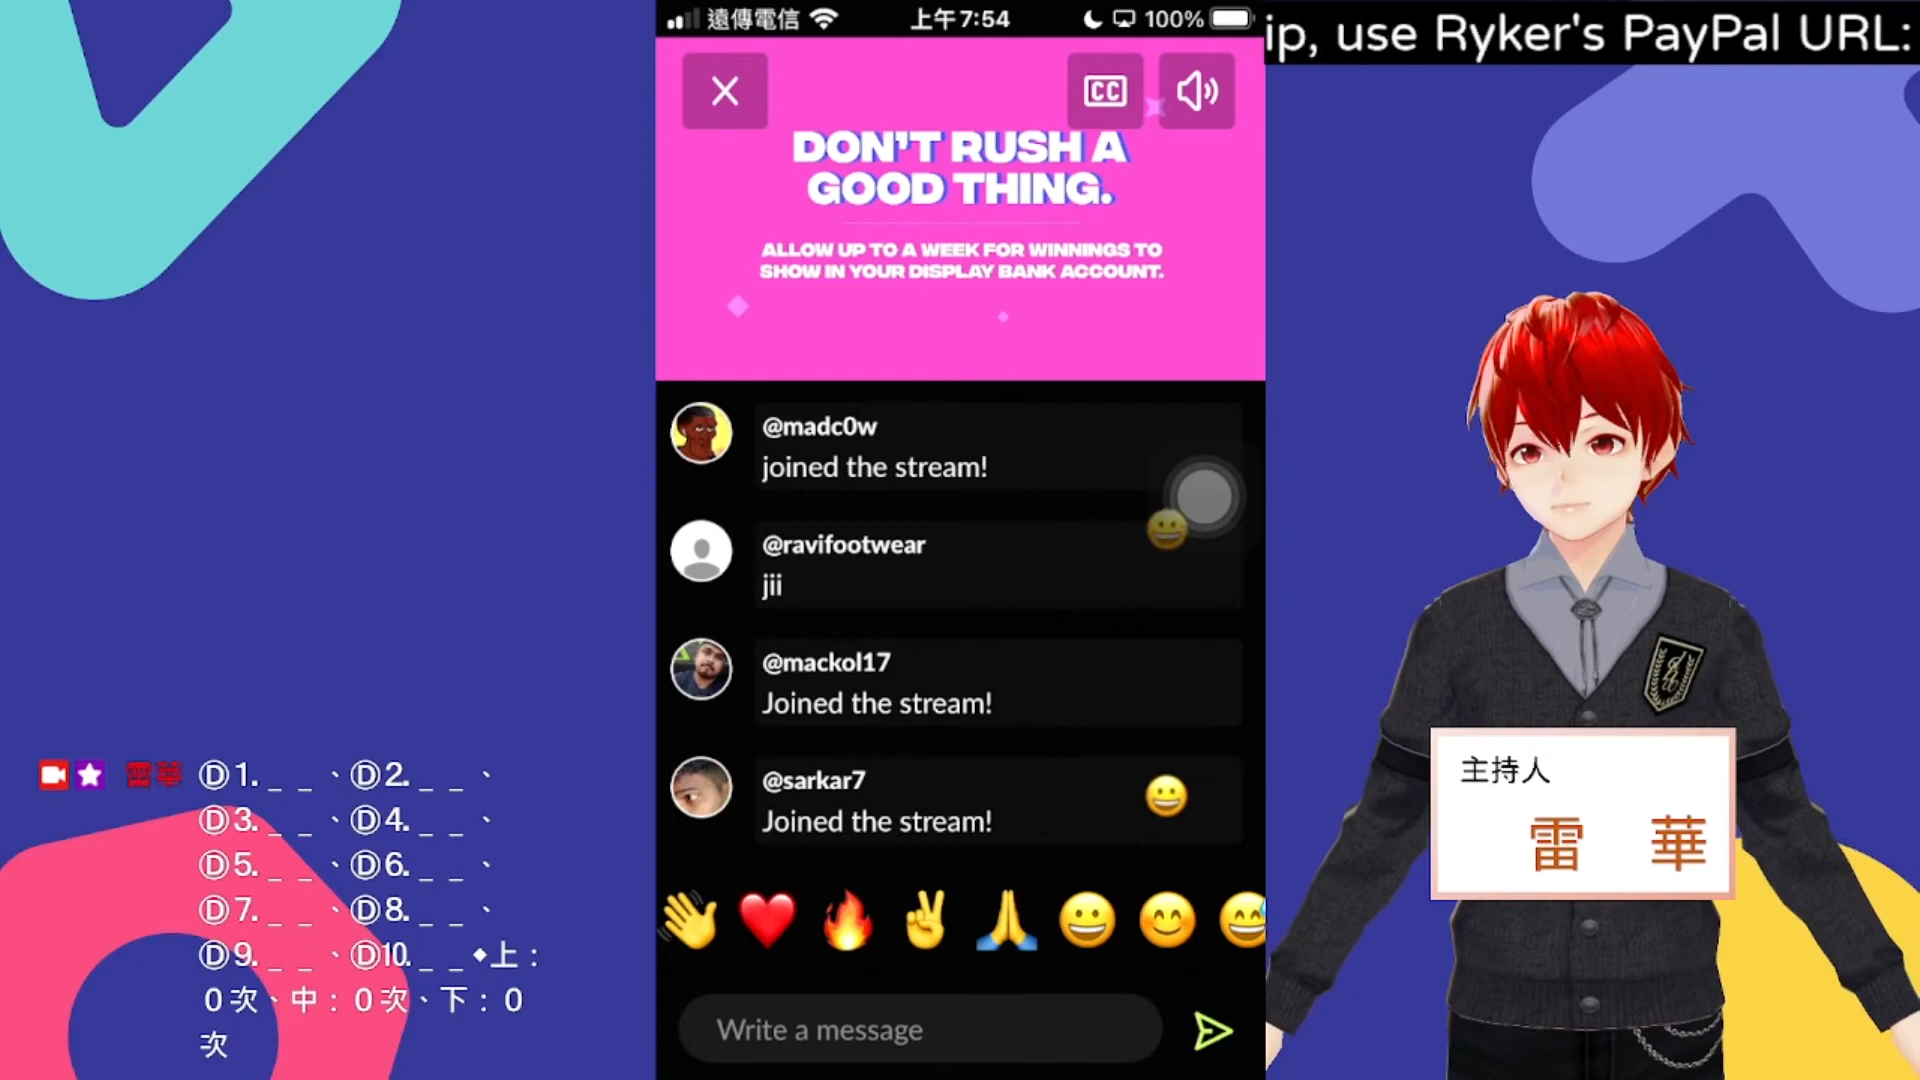 遠傳電信
上午7:54
100%
ip, use Ryker's PayPal URL:
CC
DON'T RUSH A
GOOD THING.
ALLOW UP TO A WEEK FOR WINNINGS TO
SHOW IN YOUR DISPLAY BANK ACCOUNT.
@madc0w
joined the stream!
@ravifootwear
jii
@mackol17
Joined the stream!
@sarkar7
Joined the stream!
Write a message
雷華 Ⓓ1. _ _ 、Ⓓ2. _ _ 、
Ⓓ3. _ _ 、Ⓓ4. _ _ 、
Ⓓ5. _ _ 、Ⓓ6. _ _ 、
Ⓓ7. _ _ 、Ⓓ8. _ _ 、
Ⓓ9. _ _ 、Ⓓ10. _ _ ◆上：
0次、中：0次、下：0
次
主持人
雷 華